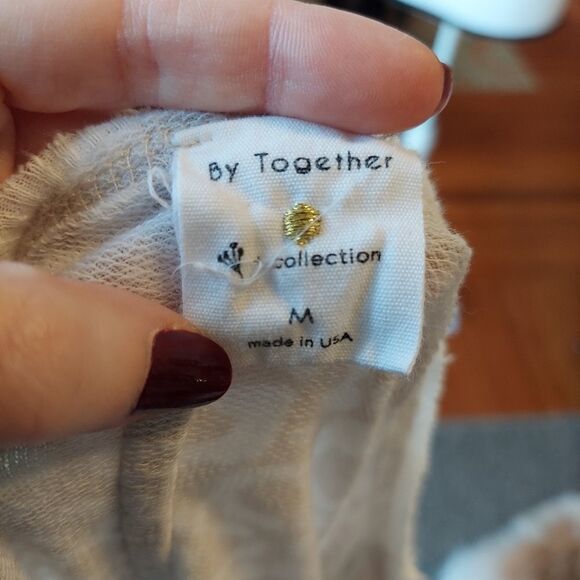 By Together
collection
M
made in USA